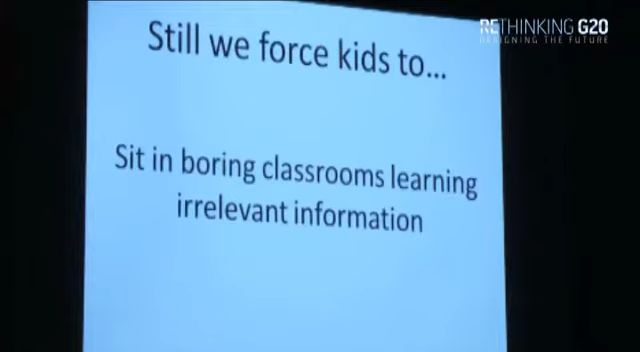 RETHINKING G20
DESIGNING THE FUTURE
Still we force kids to...
Sit in boring classrooms learning
irrelevant information